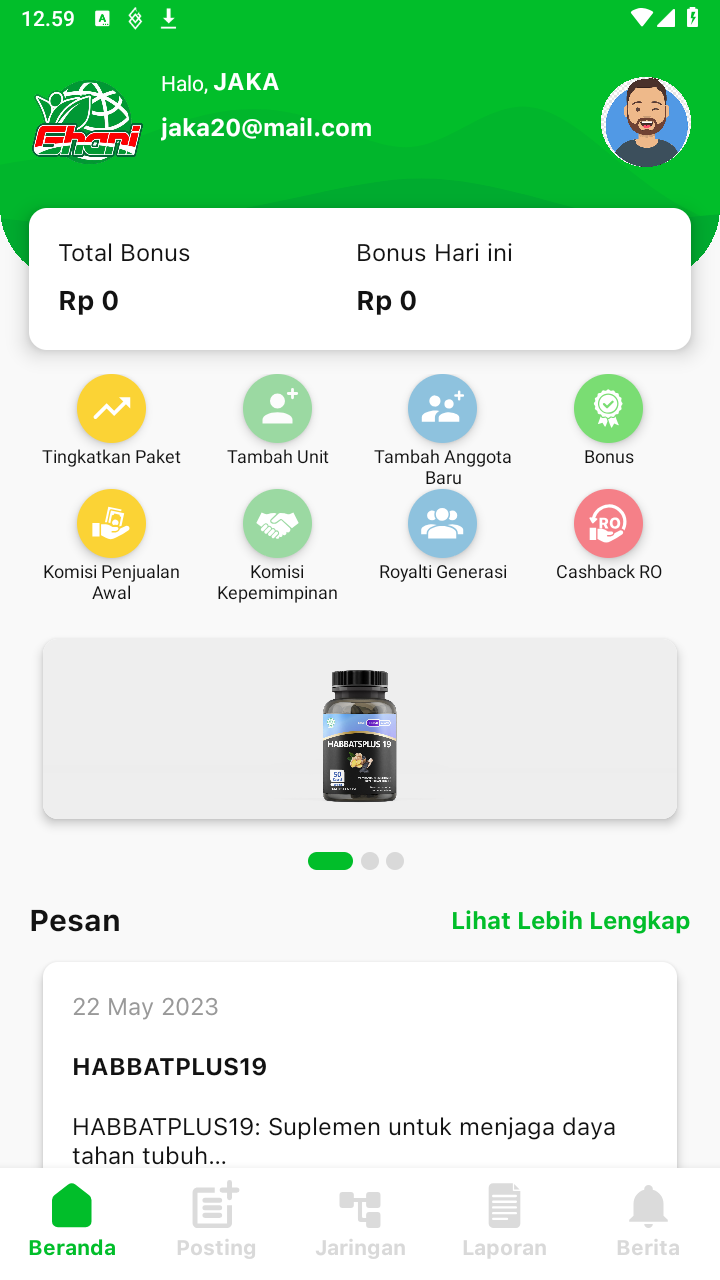 12.59
Halo, JAKA
Ghani
jaka20@mail.com
Total Bonus
Bonus Hari ini
Rp 0
Rp 0
Tingkatkan Paket
Tambah Unit
Tambah Anggota
Baru
Bonus
RO
Komisi Penjualan
Awal
Komisi
Kepemimpinan
Royalti Generasi
Cashback RO
HABBATSPLUS 19
50
Pesan
Lihat Lebih Lengkap
22 May 2023
HABBATPLUS19
HABBATPLUS19: Suplemen untuk menjaga daya
tahan tubuh...
Beranda
Posting
Jaringan
Laporan
Berita